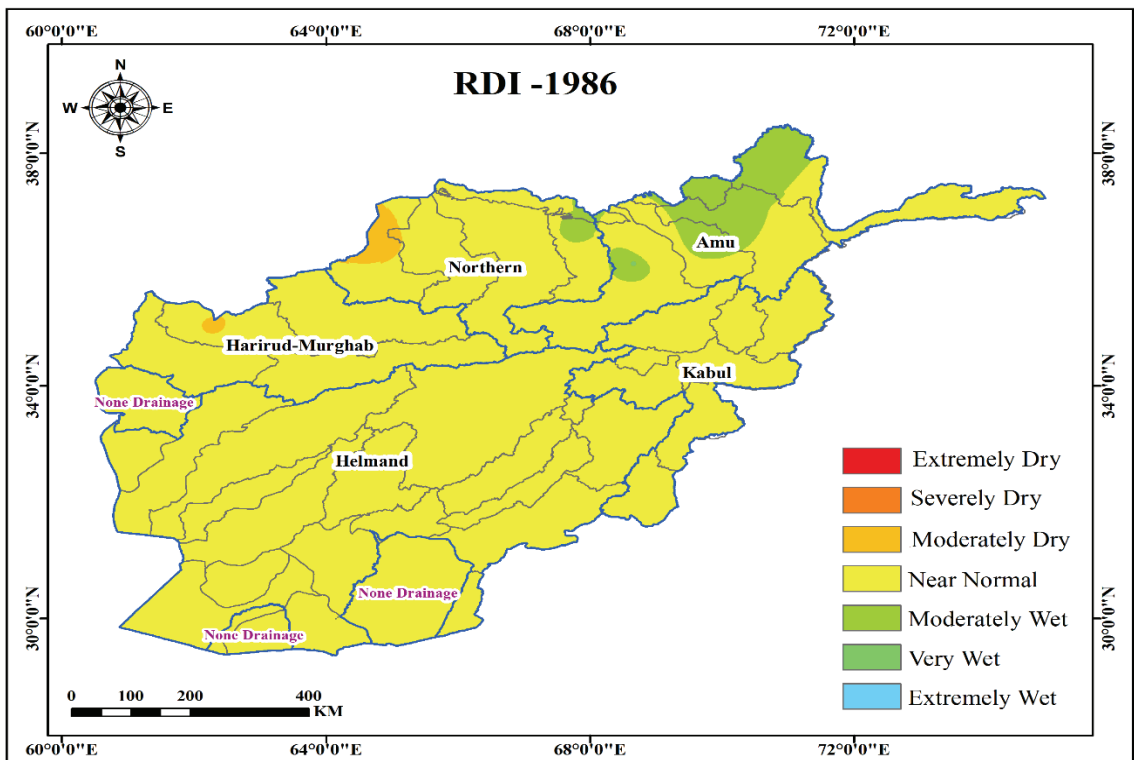 60°0'0"E 64°0'0"E 68°0'0"E 72°0'0"E
RDI -1986
N
W E
S
38°0'0"N 38°0'0"N
Amu
Northern
Harirud-Murghab
Kabul
34°0'0"N 34°0'0"N
None Drainage
Helmand
Extremely Dry
Severely Dry
Moderately Dry
Near Normal
None Drainage
Moderately Wet
30°0'0"N 30°0'0"N
None Drainage
Very Wet
Extremely Wet
0 100 200 400
KM
60°0'0"E 64°0'0"E 68°0'0"E 72°0'0"E